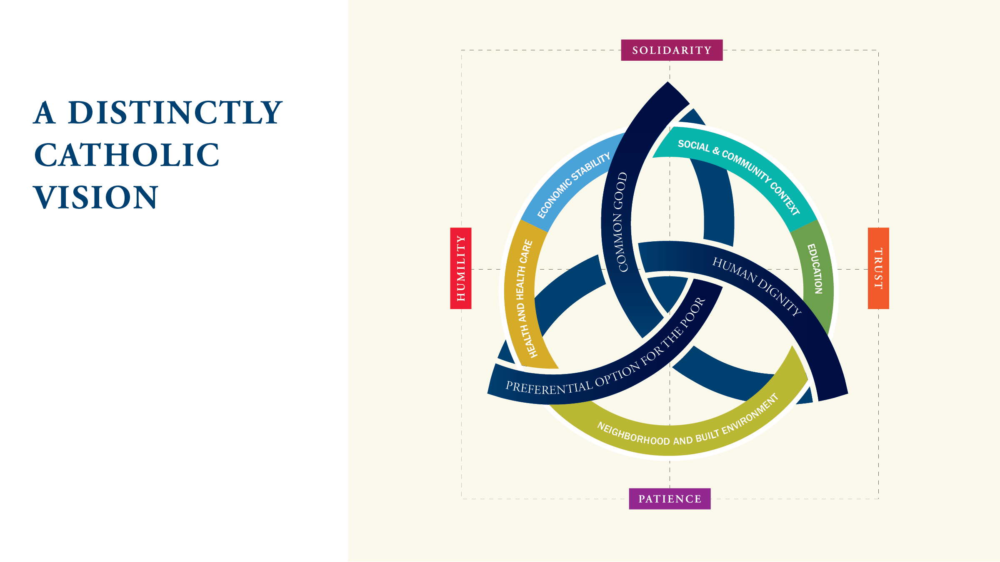 A DISTINCTLY
CATHOLIC
VISION
SOLIDARITY
ECONOMIC STABILITY
SOCIAL & COMMUNITY CONTEXT
COMMON GOOD
HUMILITY
HEALTH AND HEALTH CARE
HUMAN DIGNITY
EDUCATION
TRUST
PREFERENTIAL OPTION FOR THE POOR
NEIGHBORHOOD AND BUILT ENVIRONMENT
PATIENCE